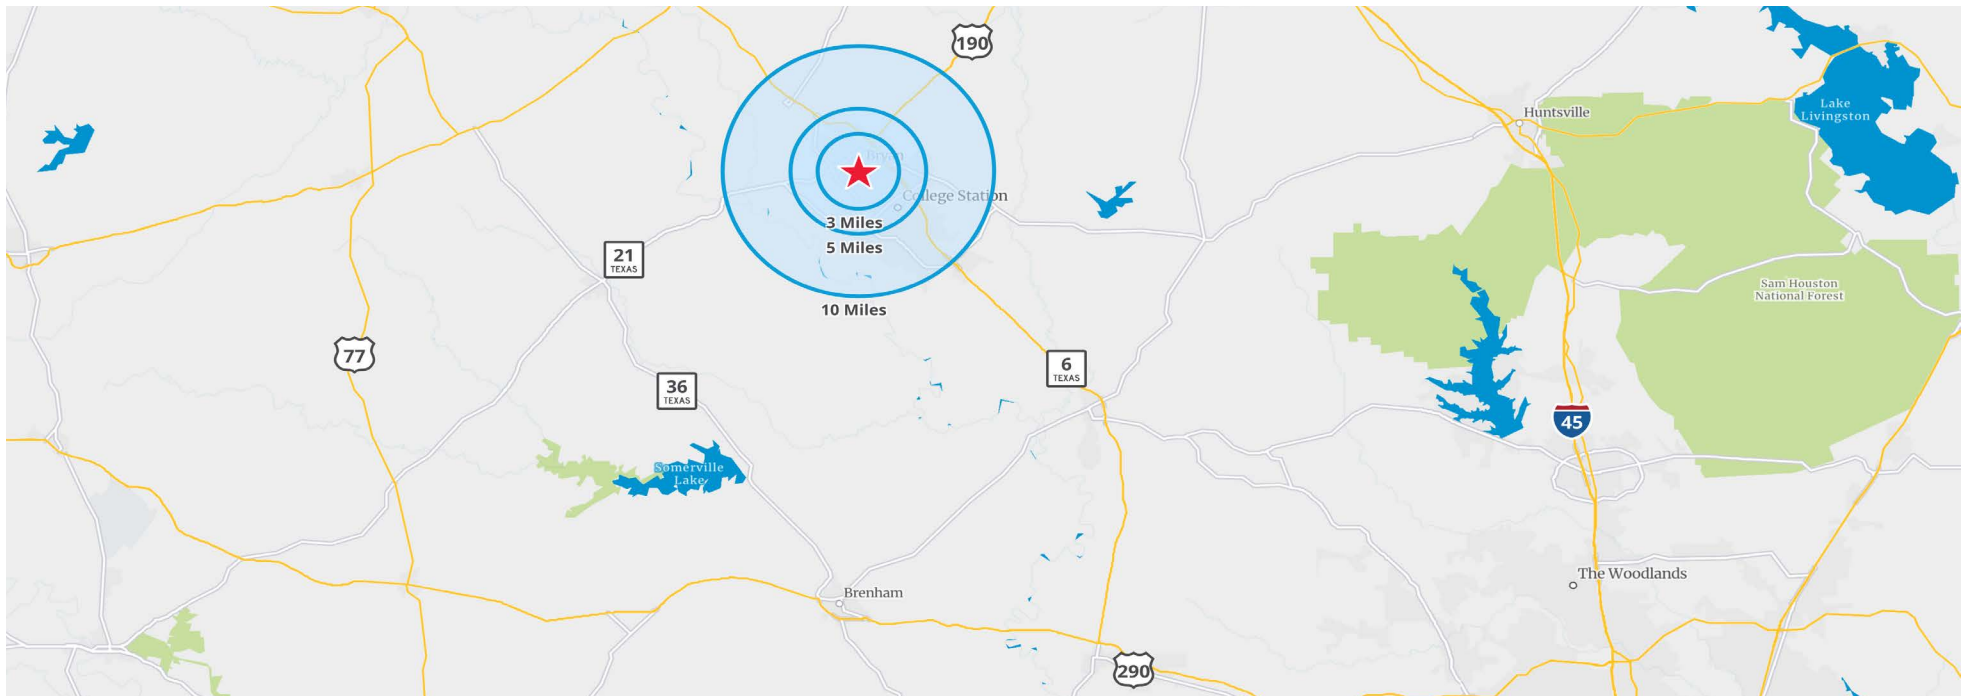 190
Lake
Livingston
Huntsville
Bryan
College Station
3 Miles
5 Miles
21
TEXAS
10 Miles
Sam Houston
National Forest
77
6
TEXAS
36
TEXAS
45
Somerville
Lake
The Woodlands
Brenham
290